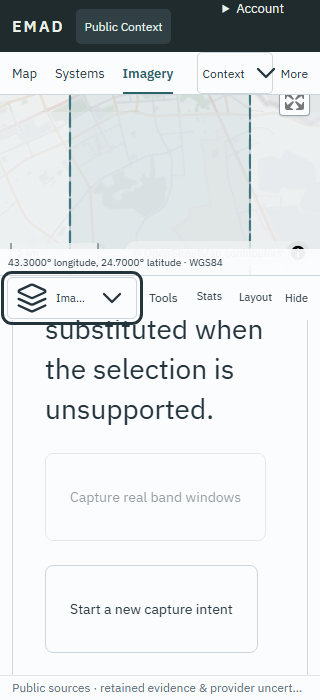 ▶ Account
EMAD Public Context
Map Systems Imagery Context More
43.3000° longitude, 24.7000° latitude · WGS84
Ima... Tools Stats Layout Hide
substituted when
the selection is
unsupported.
Capture real band windows
Start a new capture intent
Public sources · retained evidence & provider uncert...